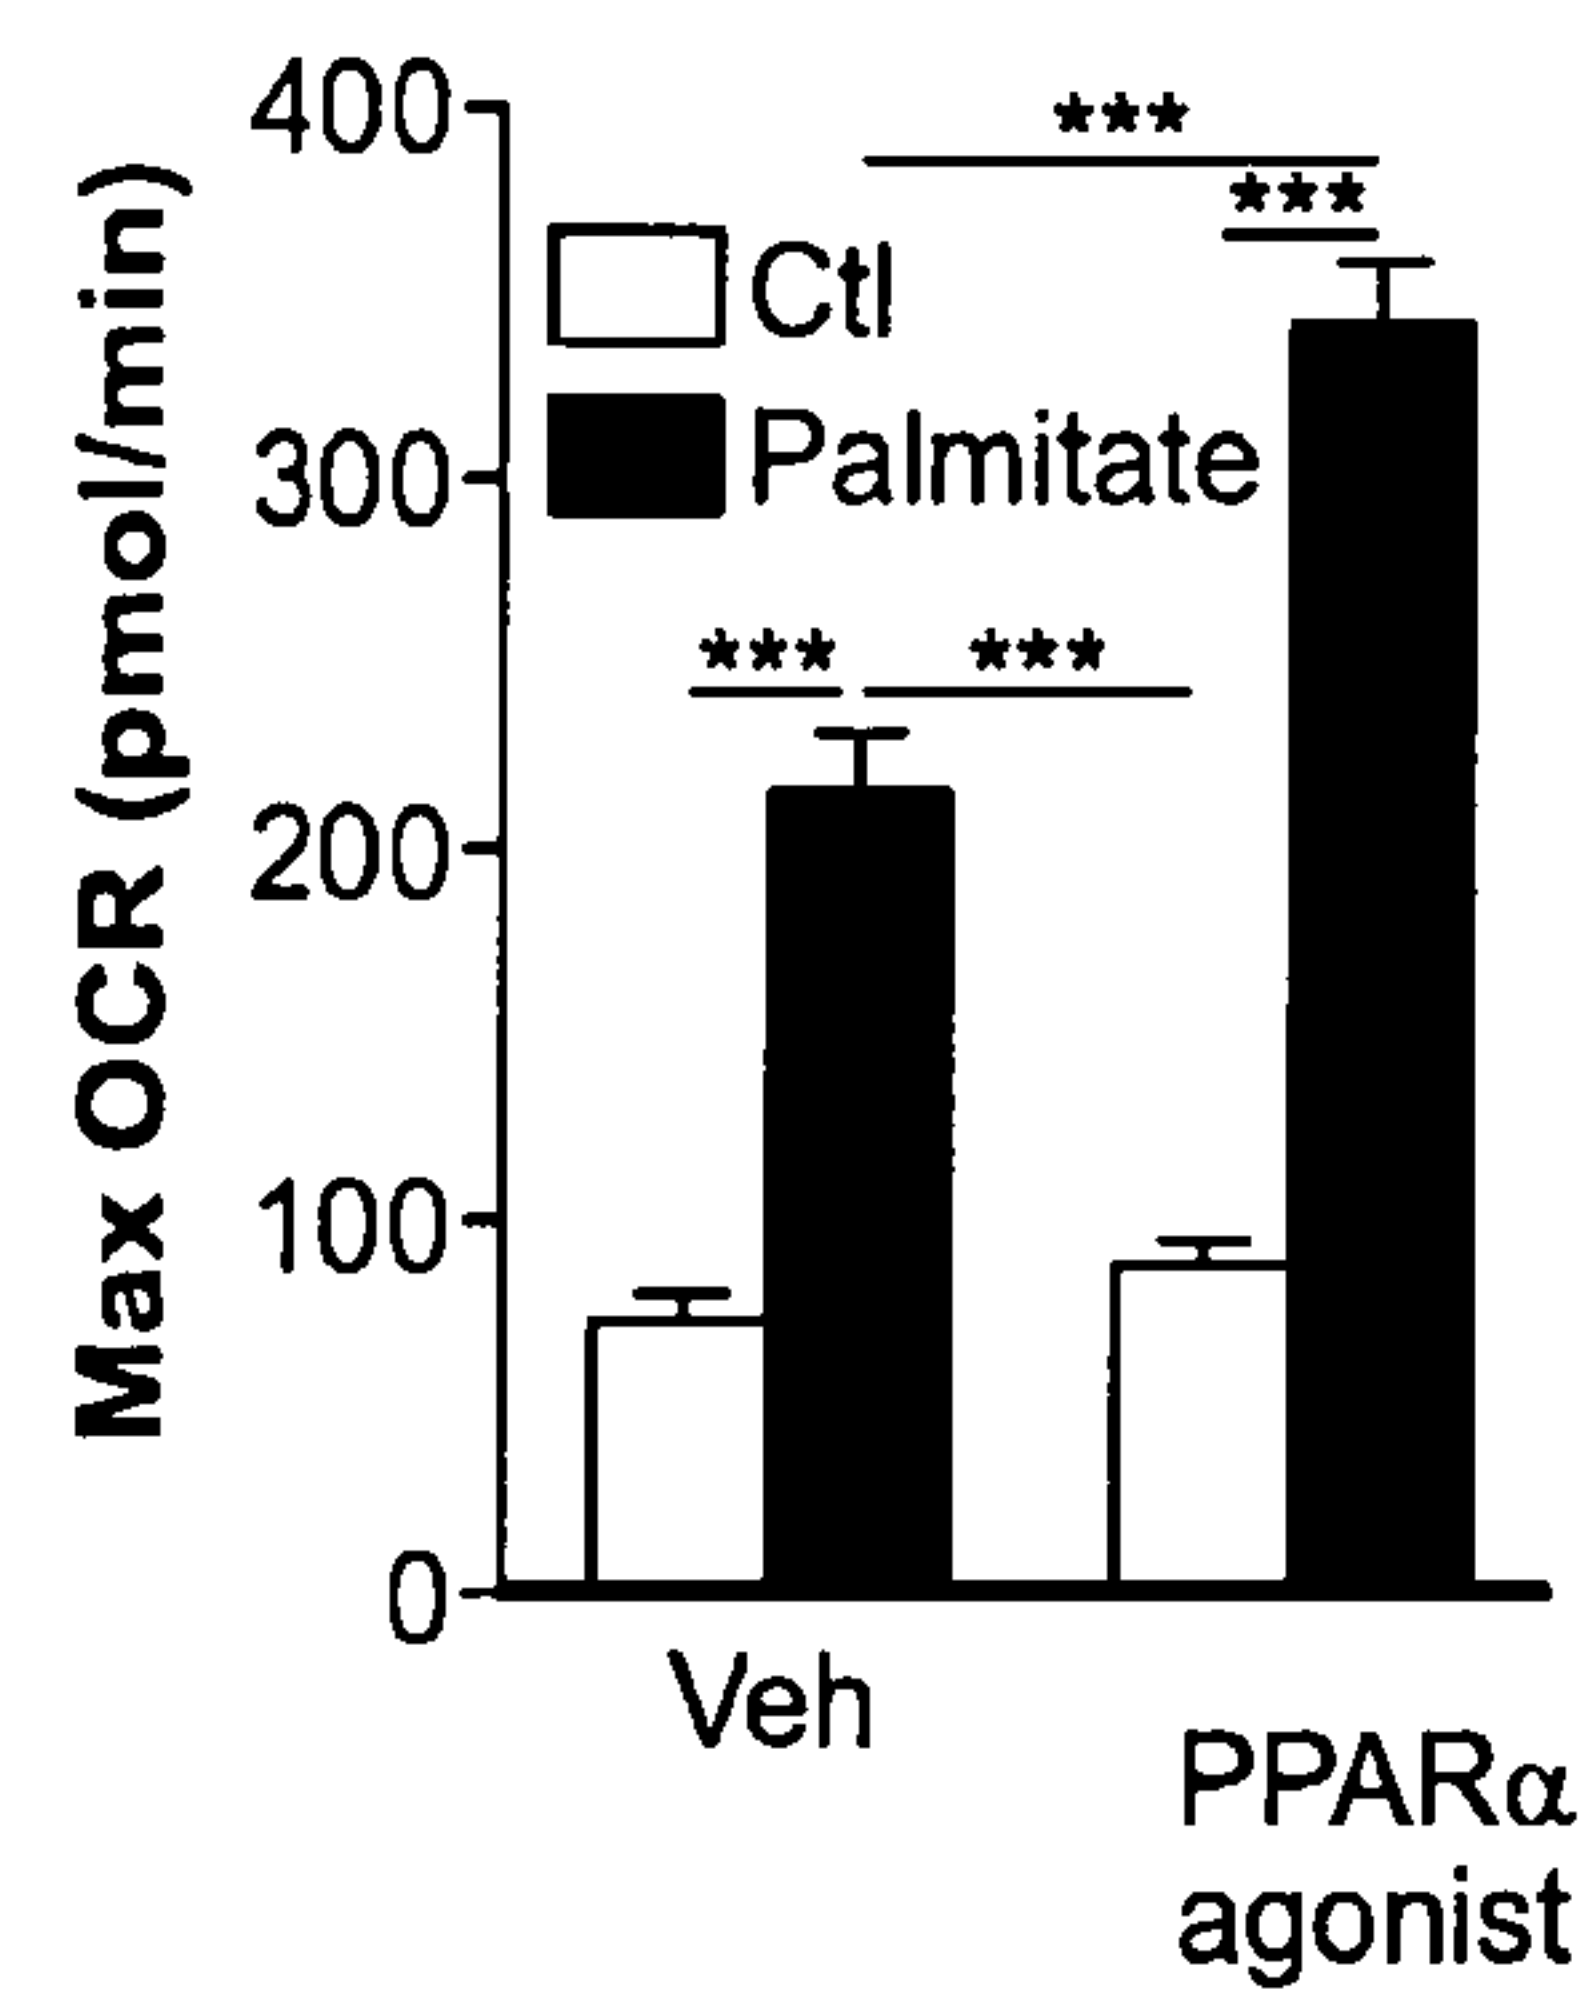 Max OCR (pmol/min)
400
300
200
100
0
***
***
Ctl
Palmitate
*** ***
Veh
PPARα
agonist